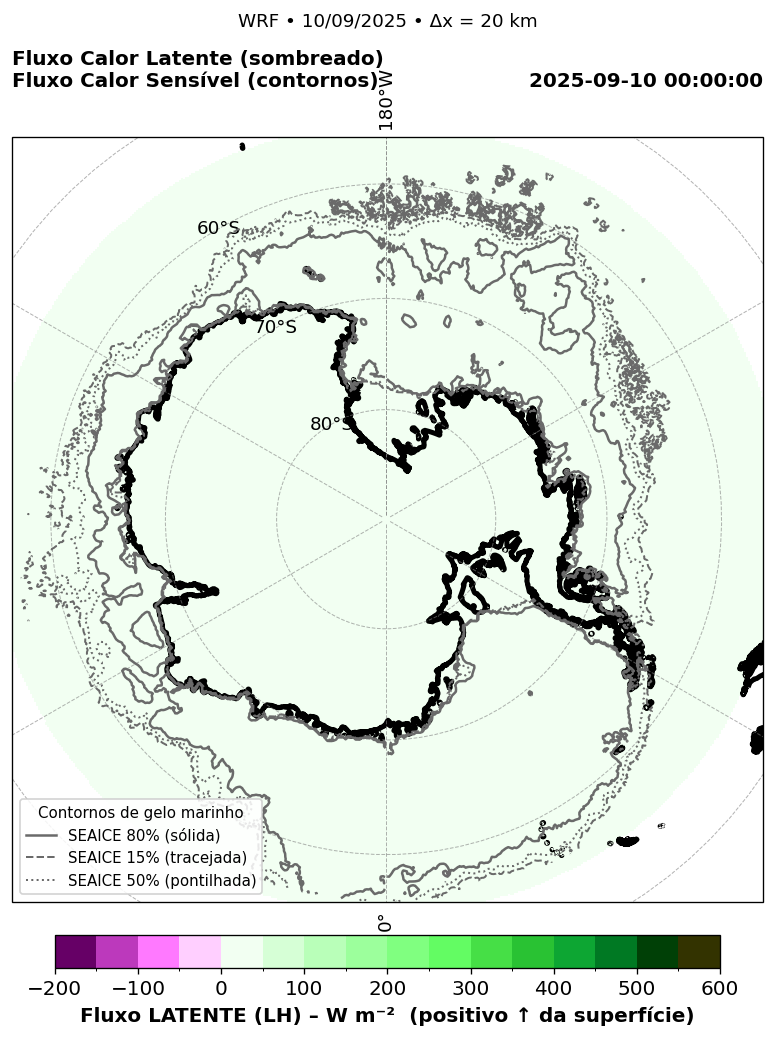 WRF • 10/09/2025 • Δx = 20 km
Fluxo Calor Latente (sombreado)
Fluxo Calor Sensível (contornos)
2025-09-10 00:00:00
180°W
60°S
70°S
80°S
Contornos de gelo marinho
SEAICE 80% (sólida)
SEAICE 15% (tracejada)
SEAICE 50% (pontilhada)
0°
−200 −100 0 100 200 300 400 500 600
Fluxo LATENTE (LH) – W m⁻² (positivo ↑ da superfície)